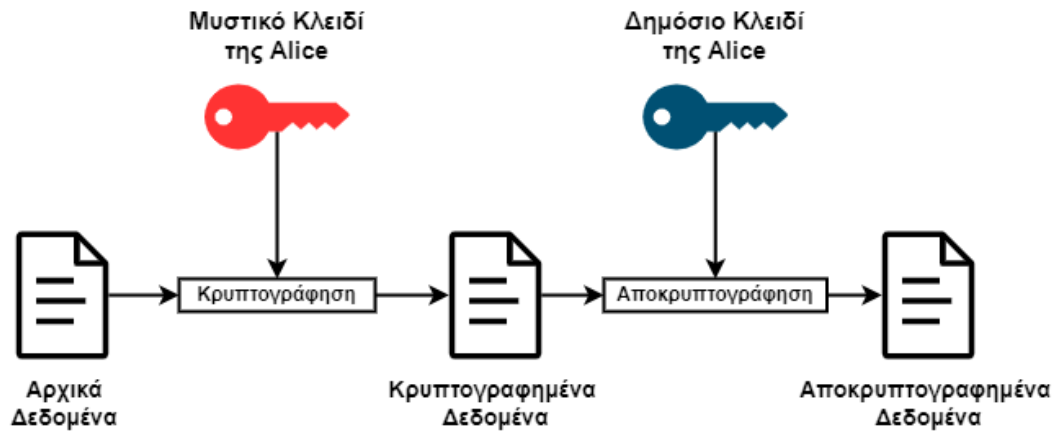 Μυστικό Κλειδί
της Alice
Δημόσιο Κλειδί
της Alice
Κρυπτογράφηση
Αποκρυπτογράφηση
Αρχικά
Δεδομένα
Κρυπτογραφημένα
Δεδομένα
Αποκρυπτογραφημένα
Δεδομένα